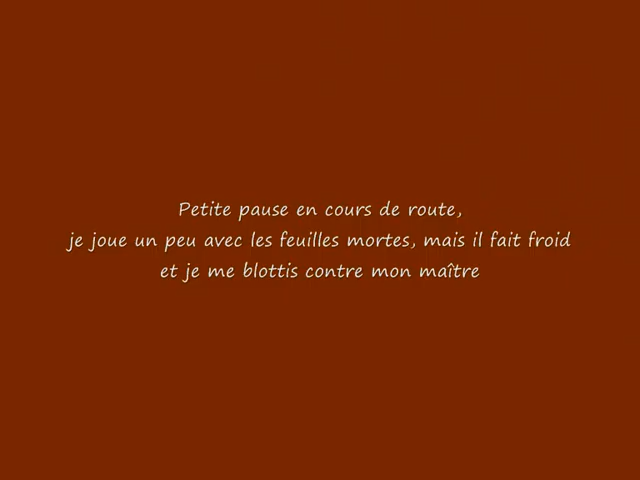 Petite pause en cours de route,
je joue un peu avec les feuilles mortes, mais il fait froid
et je me blottis contre mon maître